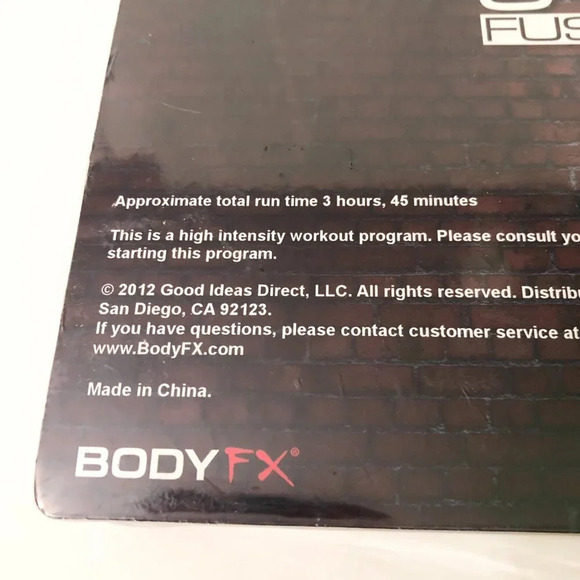 FUS
Approximate total run time 3 hours, 45 minutes
This is a high intensity workout program. Please consult yo
starting this program.
© 2012 Good Ideas Direct, LLC. All rights reserved. Distribu
San Diego, CA 92123.
If you have questions, please contact customer service at
www.BodyFX.com
Made in China.
BODY FX®